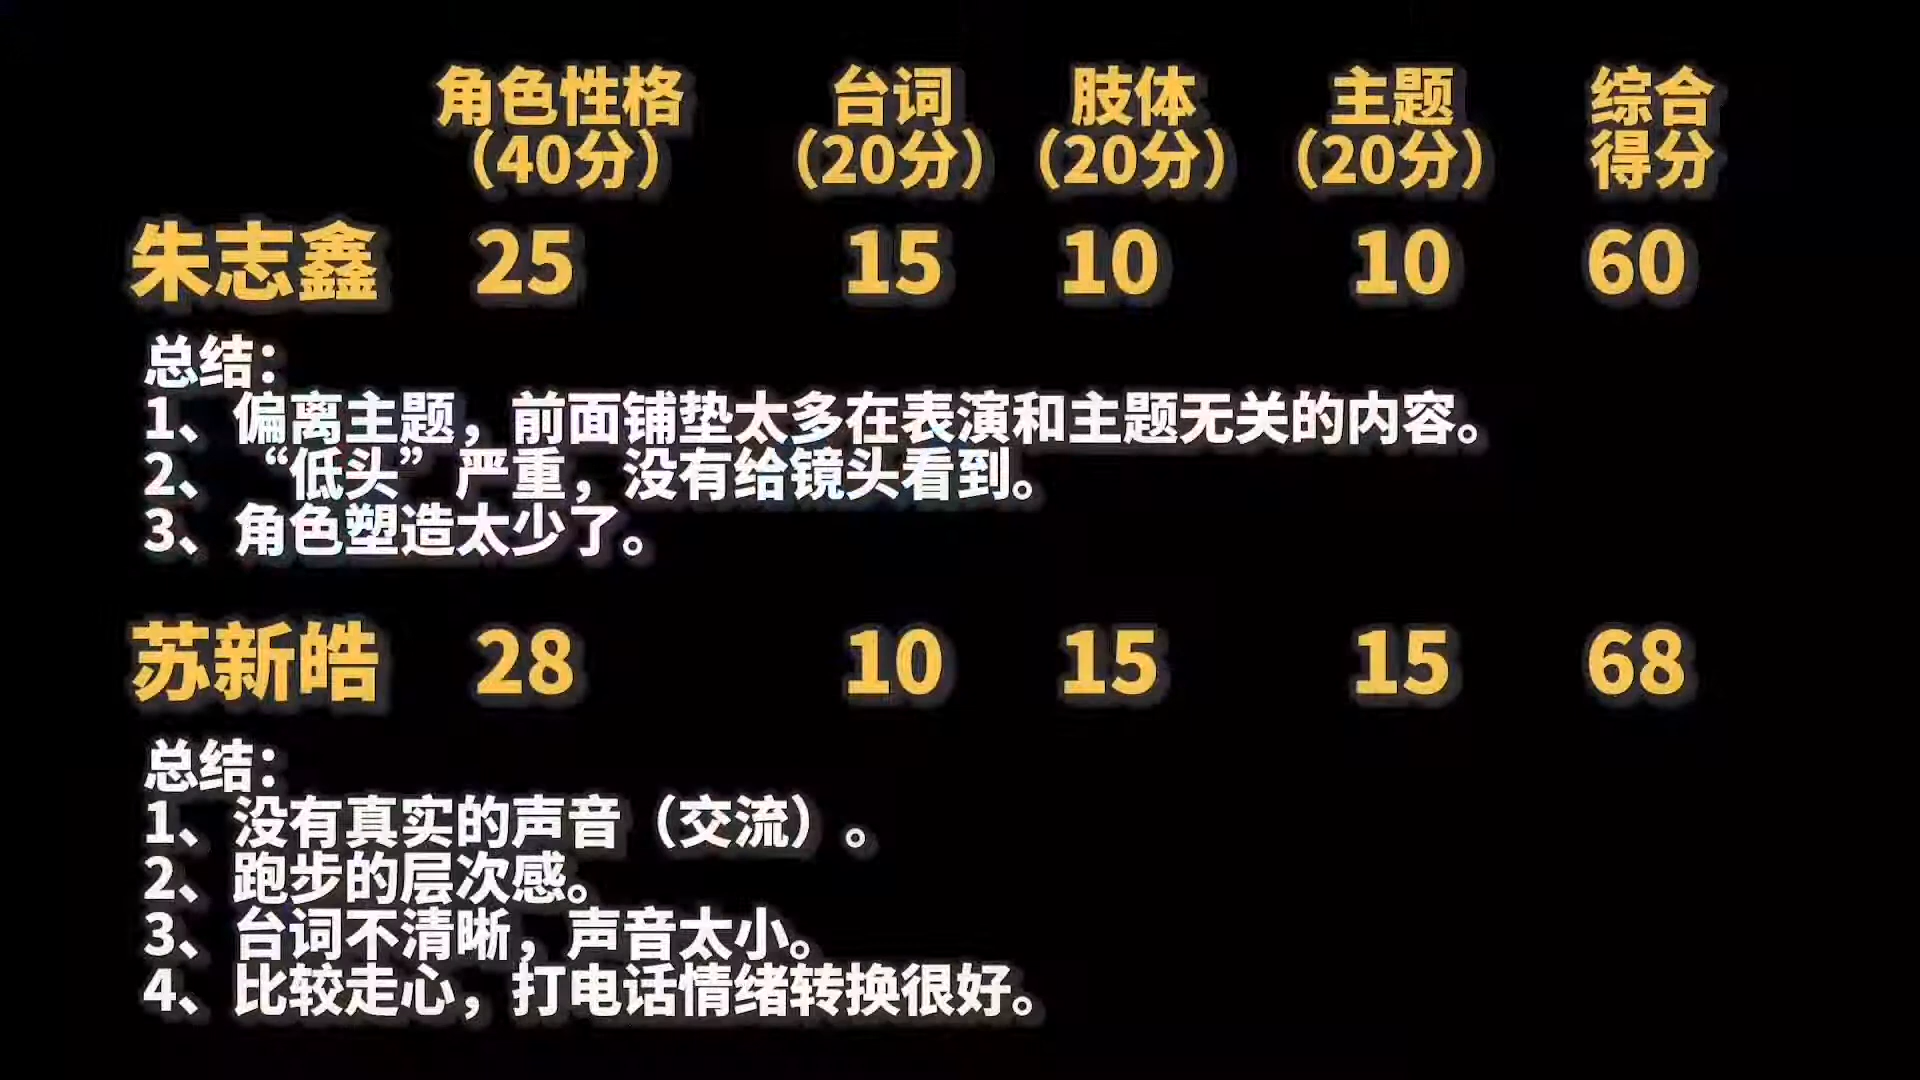 角色性格 台词 肢体 主题 综合
（40分） （20分） （20分） （20分） 得分
朱志鑫 25 15 10 10 60
总结：
1、偏离主题，前面铺垫太多在表演和主题无关的内容。
2、“低头”严重，没有给镜头看到。
3、角色塑造太少了。
苏新皓 28 10 15 15 68
总结：
1、没有真实的声音（交流）。
2、跑步的层次感。
3、台词不清晰，声音太小。
4、比较走心，打电话情绪转换很好。